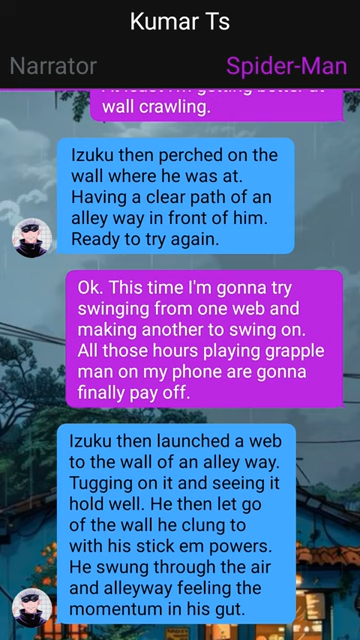 Kumar Ts
Narrator
Spider-Man
wall crawling.
Izuku then perched on the
wall where he was at.
Having a clear path of an
alley way in front of him.
Ready to try again.
Ok. This time I'm gonna try
swinging from one web and
making another to swing on.
All those hours playing grapple
man on my phone are gonna
finally pay off.
Izuku then launched a web
to the wall of an alley way.
Tugging on it and seeing it
hold well. He then let go
of the wall he clung to
with his stick em powers.
He swung through the air
and alleyway feeling the
momentum in his gut.